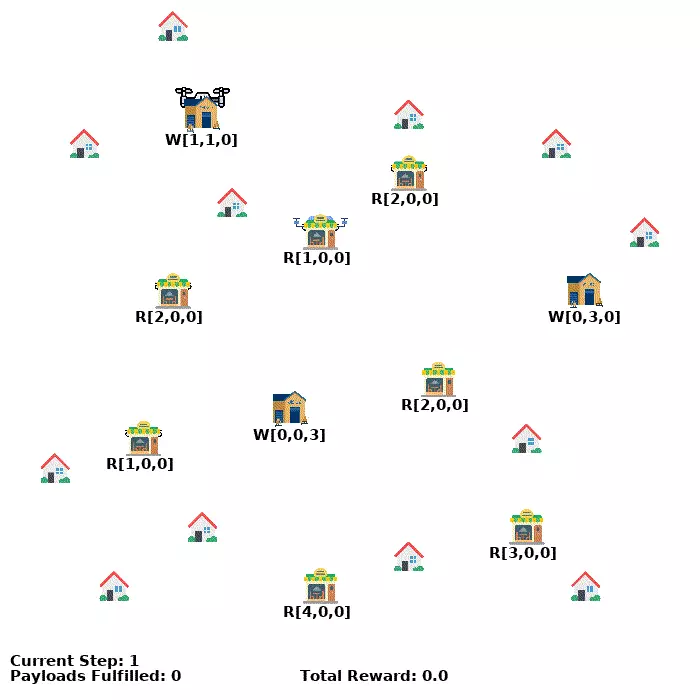 W[1,1,0]
R[2,0,0]
R[1,0,0]
R[2,0,0]
W[0,3,0]
R[2,0,0]
W[0,0,3]
R[1,0,0]
R[3,0,0]
R[4,0,0]
Current Step: 1
Payloads Fulfilled: 0
Total Reward: 0.0